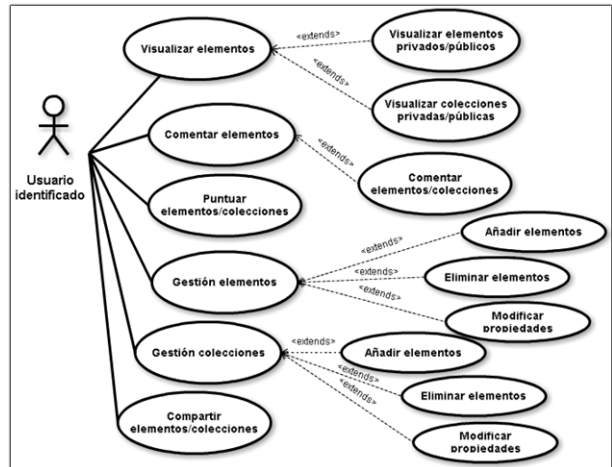 Visualizar elementos
<extends>
<extends>
Visualizar elementos
privados/públicos
Visualizar colecciones
privadas/públicas
Usuario
identificado
Comentar elementos
<extends>
Comentar
elementos/colecciones
Puntuar
elementos/colecciones
Gestión elementos
<extends>
<extends>
<extends>
Añadir elementos
Eliminar elementos
Modificar
propiedades
Gestión colecciones
<extends>
<extends>
<extends>
Añadir elementos
Eliminar elementos
Modificar
propiedades
Compartir
elementos/colecciones